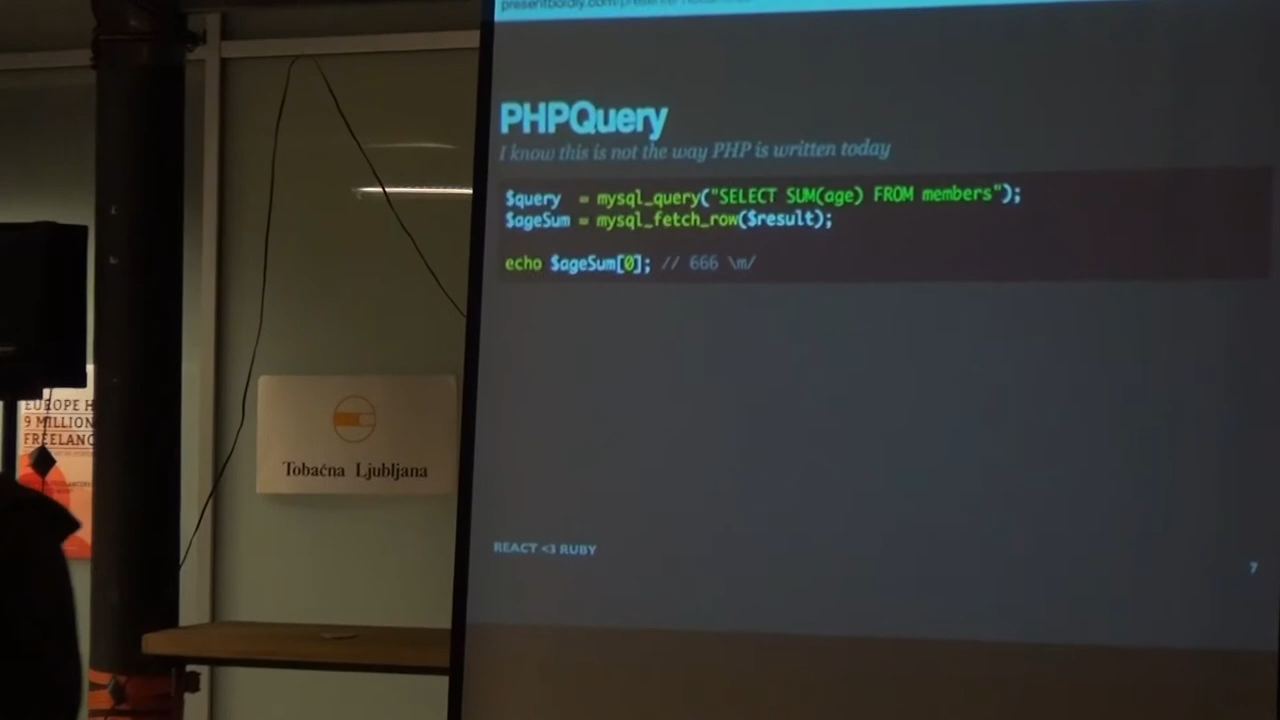 PHPQuery
I know this is not the way PHP is written today
$query = mysql_query("SELECT SUM(age) FROM members");
$ageSum = mysql_fetch_row($result);
echo $ageSum[0]; // 666 \m/
REACT <3 RUBY
7
Tobačna Ljubljana
EUROPE H
9 MILLION
FREELANC